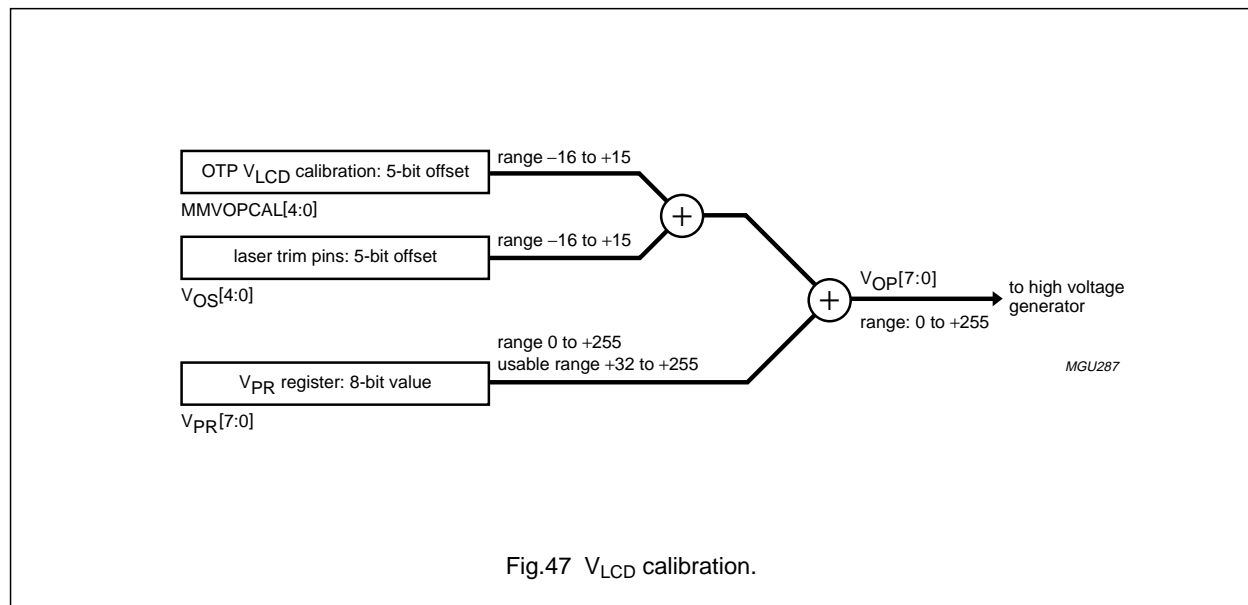 OTP VLCD calibration: 5-bit offset
range −16 to +15
MMVOPCAL[4:0]
laser trim pins: 5-bit offset
range −16 to +15
VOS[4:0]
+
+
VOP[7:0]
range: 0 to +255
to high voltage
generator
range 0 to +255
usable range +32 to +255
VPR register: 8-bit value
VPR[7:0]
MGU287
Fig.47 VLCD calibration.